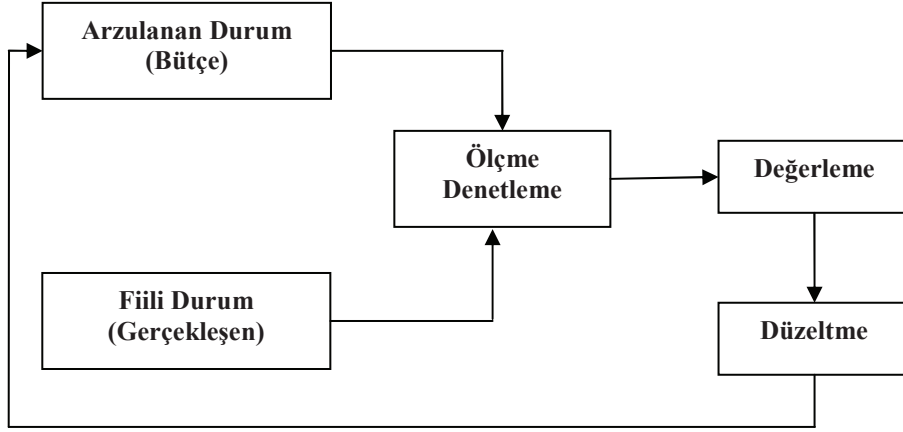 Arzulanan Durum
(Bütçe)
Ölçme
Denetleme
Değerleme
Fiili Durum
(Gerçekleşen)
Düzeltme